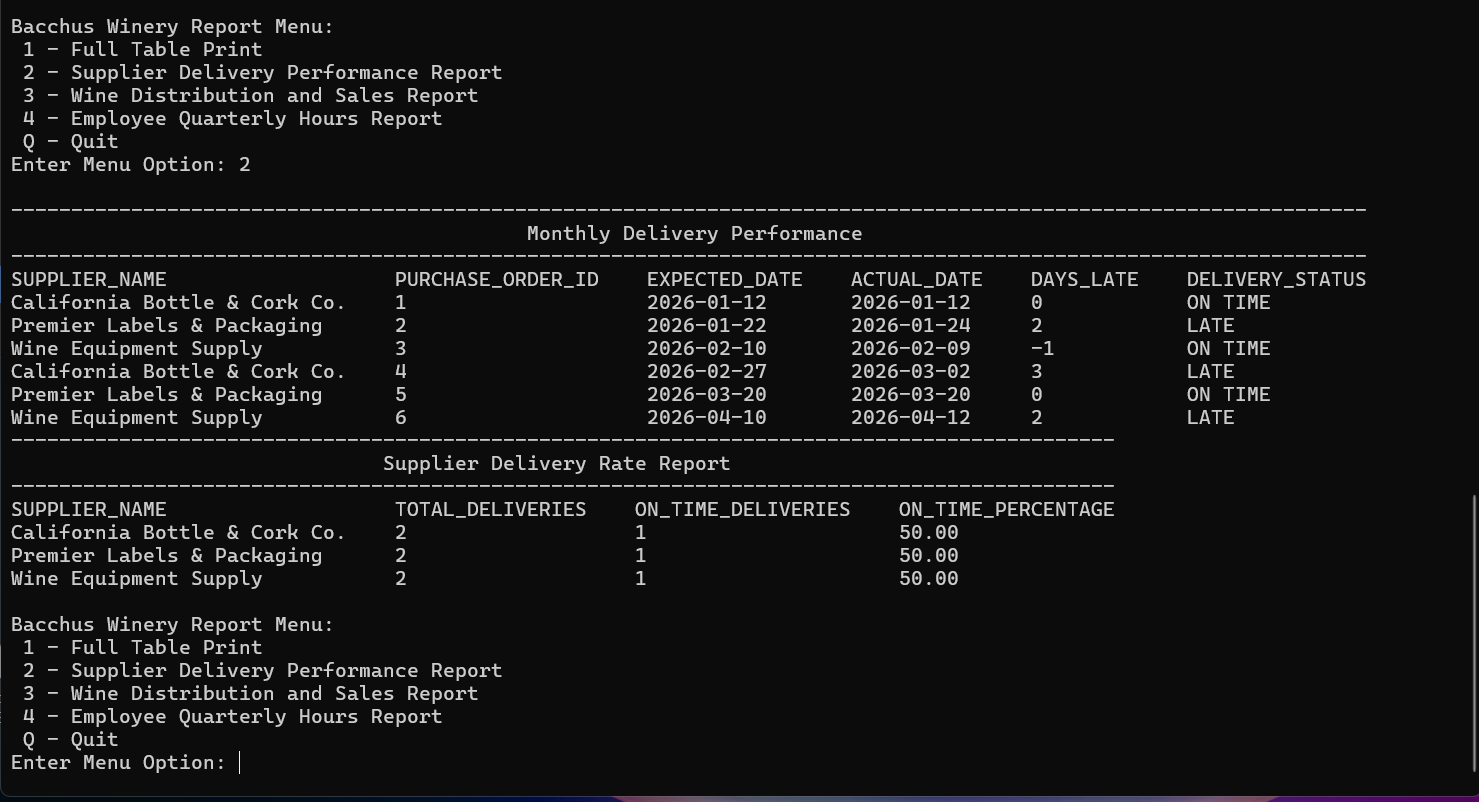 Bacchus Winery Report Menu:
 1 - Full Table Print
 2 - Supplier Delivery Performance Report
 3 - Wine Distribution and Sales Report
 4 - Employee Quarterly Hours Report
 Q - Quit
Enter Menu Option: 2
-----------------------------------------------------------------------------------------------------------------
                                           Monthly Delivery Performance
-----------------------------------------------------------------------------------------------------------------
SUPPLIER_NAME                   PURCHASE_ORDER_ID    EXPECTED_DATE    ACTUAL_DATE    DAYS_LATE    DELIVERY_STATUS
California Bottle & Cork Co.    1                    2026-01-12       2026-01-12     0            ON TIME
Premier Labels & Packaging      2                    2026-01-22       2026-01-24     2            LATE
Wine Equipment Supply           3                    2026-02-10       2026-02-09     -1           ON TIME
California Bottle & Cork Co.    4                    2026-02-27       2026-03-02     3            LATE
Premier Labels & Packaging      5                    2026-03-20       2026-03-20     0            ON TIME
Wine Equipment Supply           6                    2026-04-10       2026-04-12     2            LATE
--------------------------------------------------------------------------------------------
                               Supplier Delivery Rate Report
--------------------------------------------------------------------------------------------
SUPPLIER_NAME                   TOTAL_DELIVERIES    ON_TIME_DELIVERIES    ON_TIME_PERCENTAGE
California Bottle & Cork Co.    2                   1                     50.00
Premier Labels & Packaging      2                   1                     50.00
Wine Equipment Supply           2                   1                     50.00
Bacchus Winery Report Menu:
 1 - Full Table Print
 2 - Supplier Delivery Performance Report
 3 - Wine Distribution and Sales Report
 4 - Employee Quarterly Hours Report
 Q - Quit
Enter Menu Option: